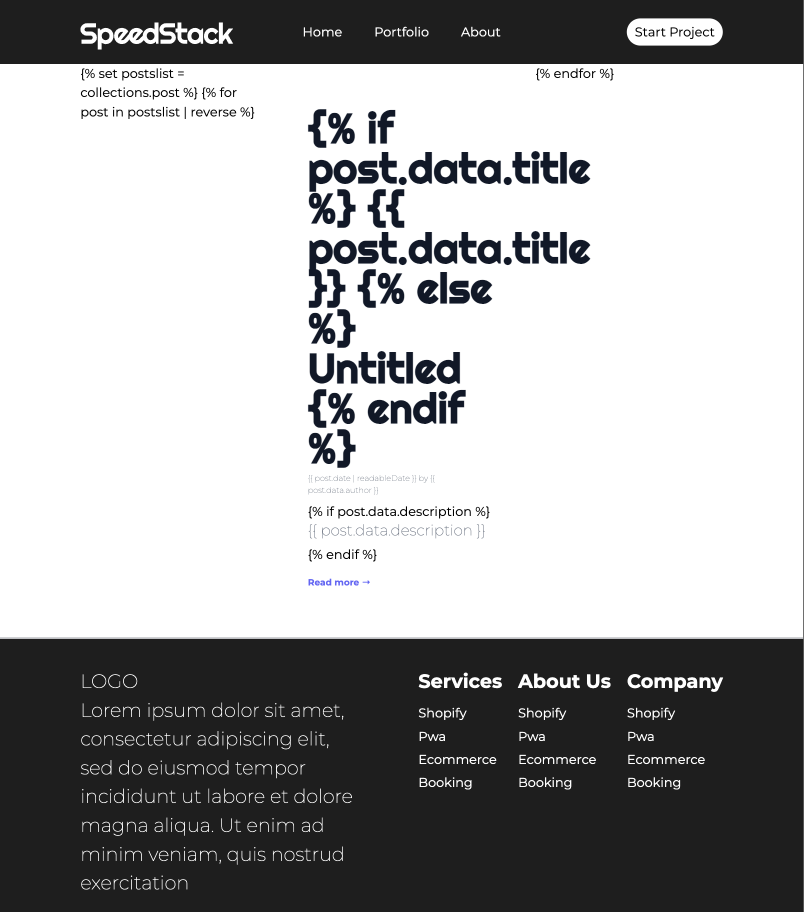 SpeedStack
Home
Portfolio
About
Start Project
{% set postslist =
collections.post %} {% for
post in postslist | reverse %}
{% if
post.data.title
%} {{
post.data.title
}} {% else
%}
Untitled
{% endif
%}
{{ post.date | readableDate }} by {{
post.data.author }}
{% if post.data.description %}
{{ post.data.description }}
{% endif %}
Read more →
{% endfor %}
LOGO
Lorem ipsum dolor sit amet,
consectetur adipiscing elit,
sed do eiusmod tempor
incididunt ut labore et dolore
magna aliqua. Ut enim ad
minim veniam, quis nostrud
exercitation
Services
Shopify
Pwa
Ecommerce
Booking
About Us
Shopify
Pwa
Ecommerce
Booking
Company
Shopify
Pwa
Ecommerce
Booking